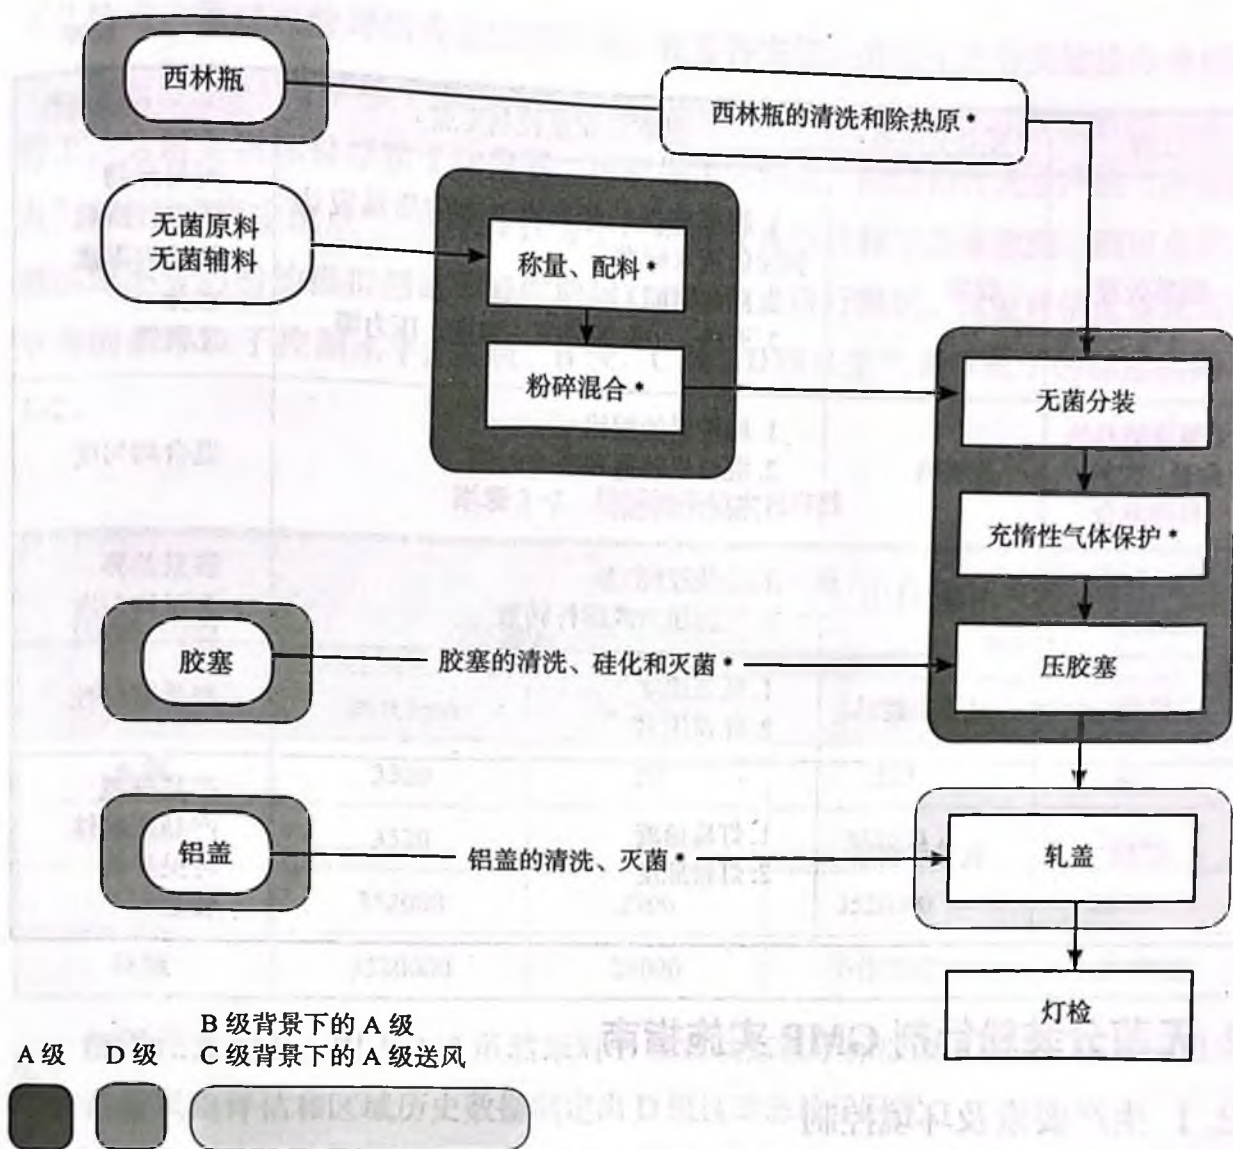 西林瓶
西林瓶的清洗和除热原*
无菌原料
无菌辅料
称量、配料*
粉碎混合*
无菌分装
充惰性气体保护*
胶塞
胶塞的清洗、硅化和灭菌*
压胶塞
铝盖
铝盖的清洗、灭菌*
轧盖
灯检
B 级背景下的 A 级
A 级 D 级 C 级背景下的 A 级送风